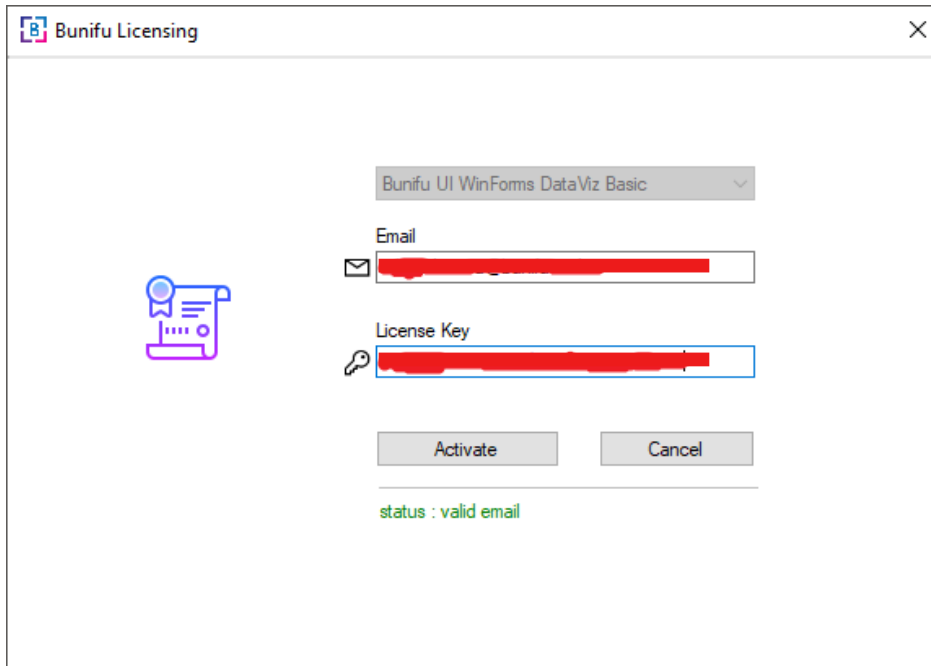 B Bunifu Licensing
Bunifu UI WinForms DataViz Basic
Email
License Key
Activate Cancel
status : valid email